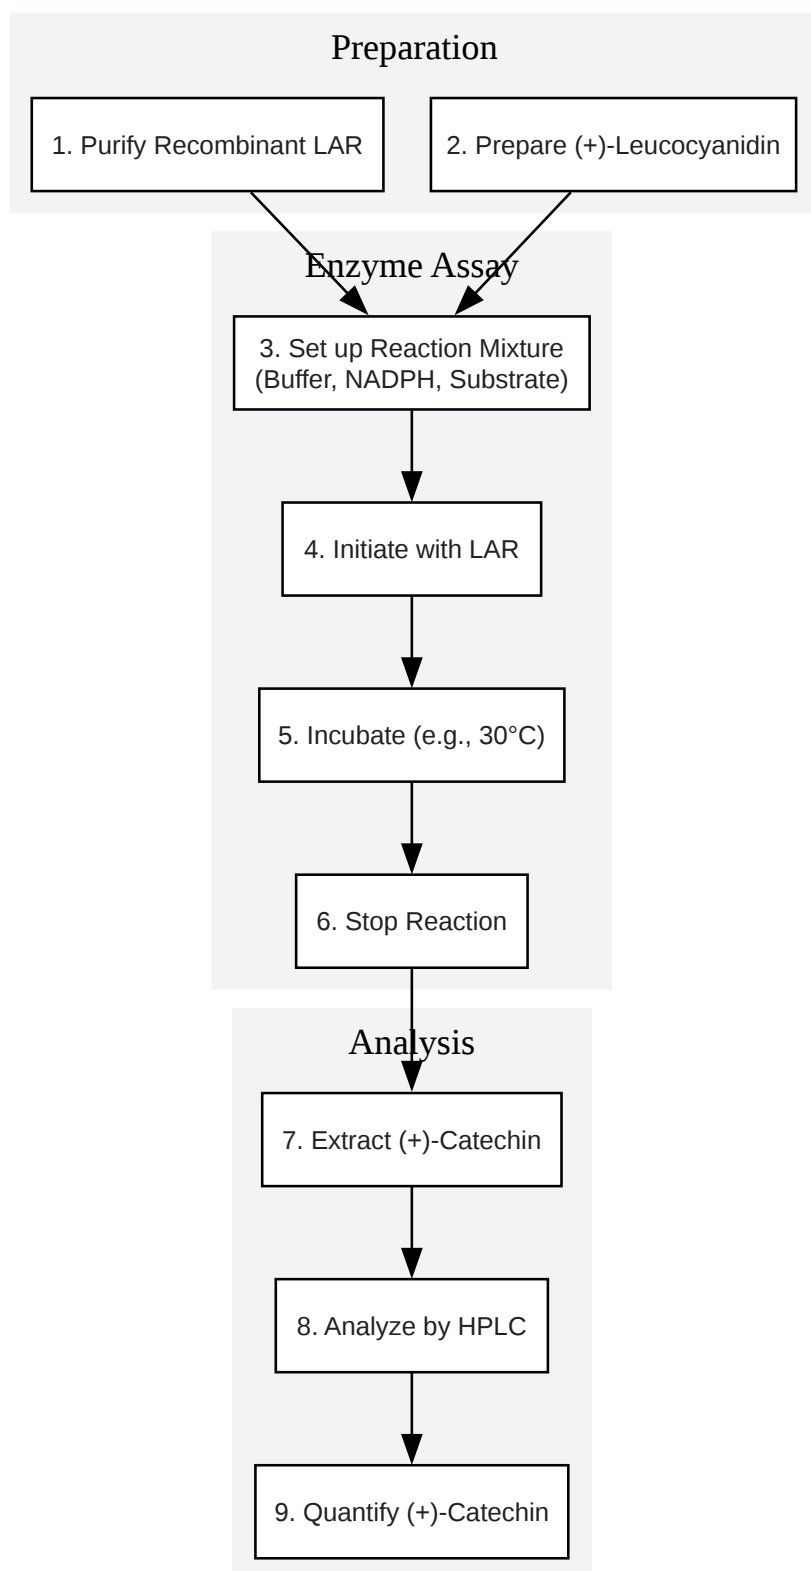 Preparation
1. Purify Recombinant LAR
2. Prepare (+)-Leucocyanidin
Enzyme Assay
3. Set up Reaction Mixture
(Buffer, NADPH, Substrate)
4. Initiate with LAR
5. Incubate (e.g., 30°C)
6. Stop Reaction
Analysis
7. Extract (+)-Catechin
8. Analyze by HPLC
9. Quantify (+)-Catechin